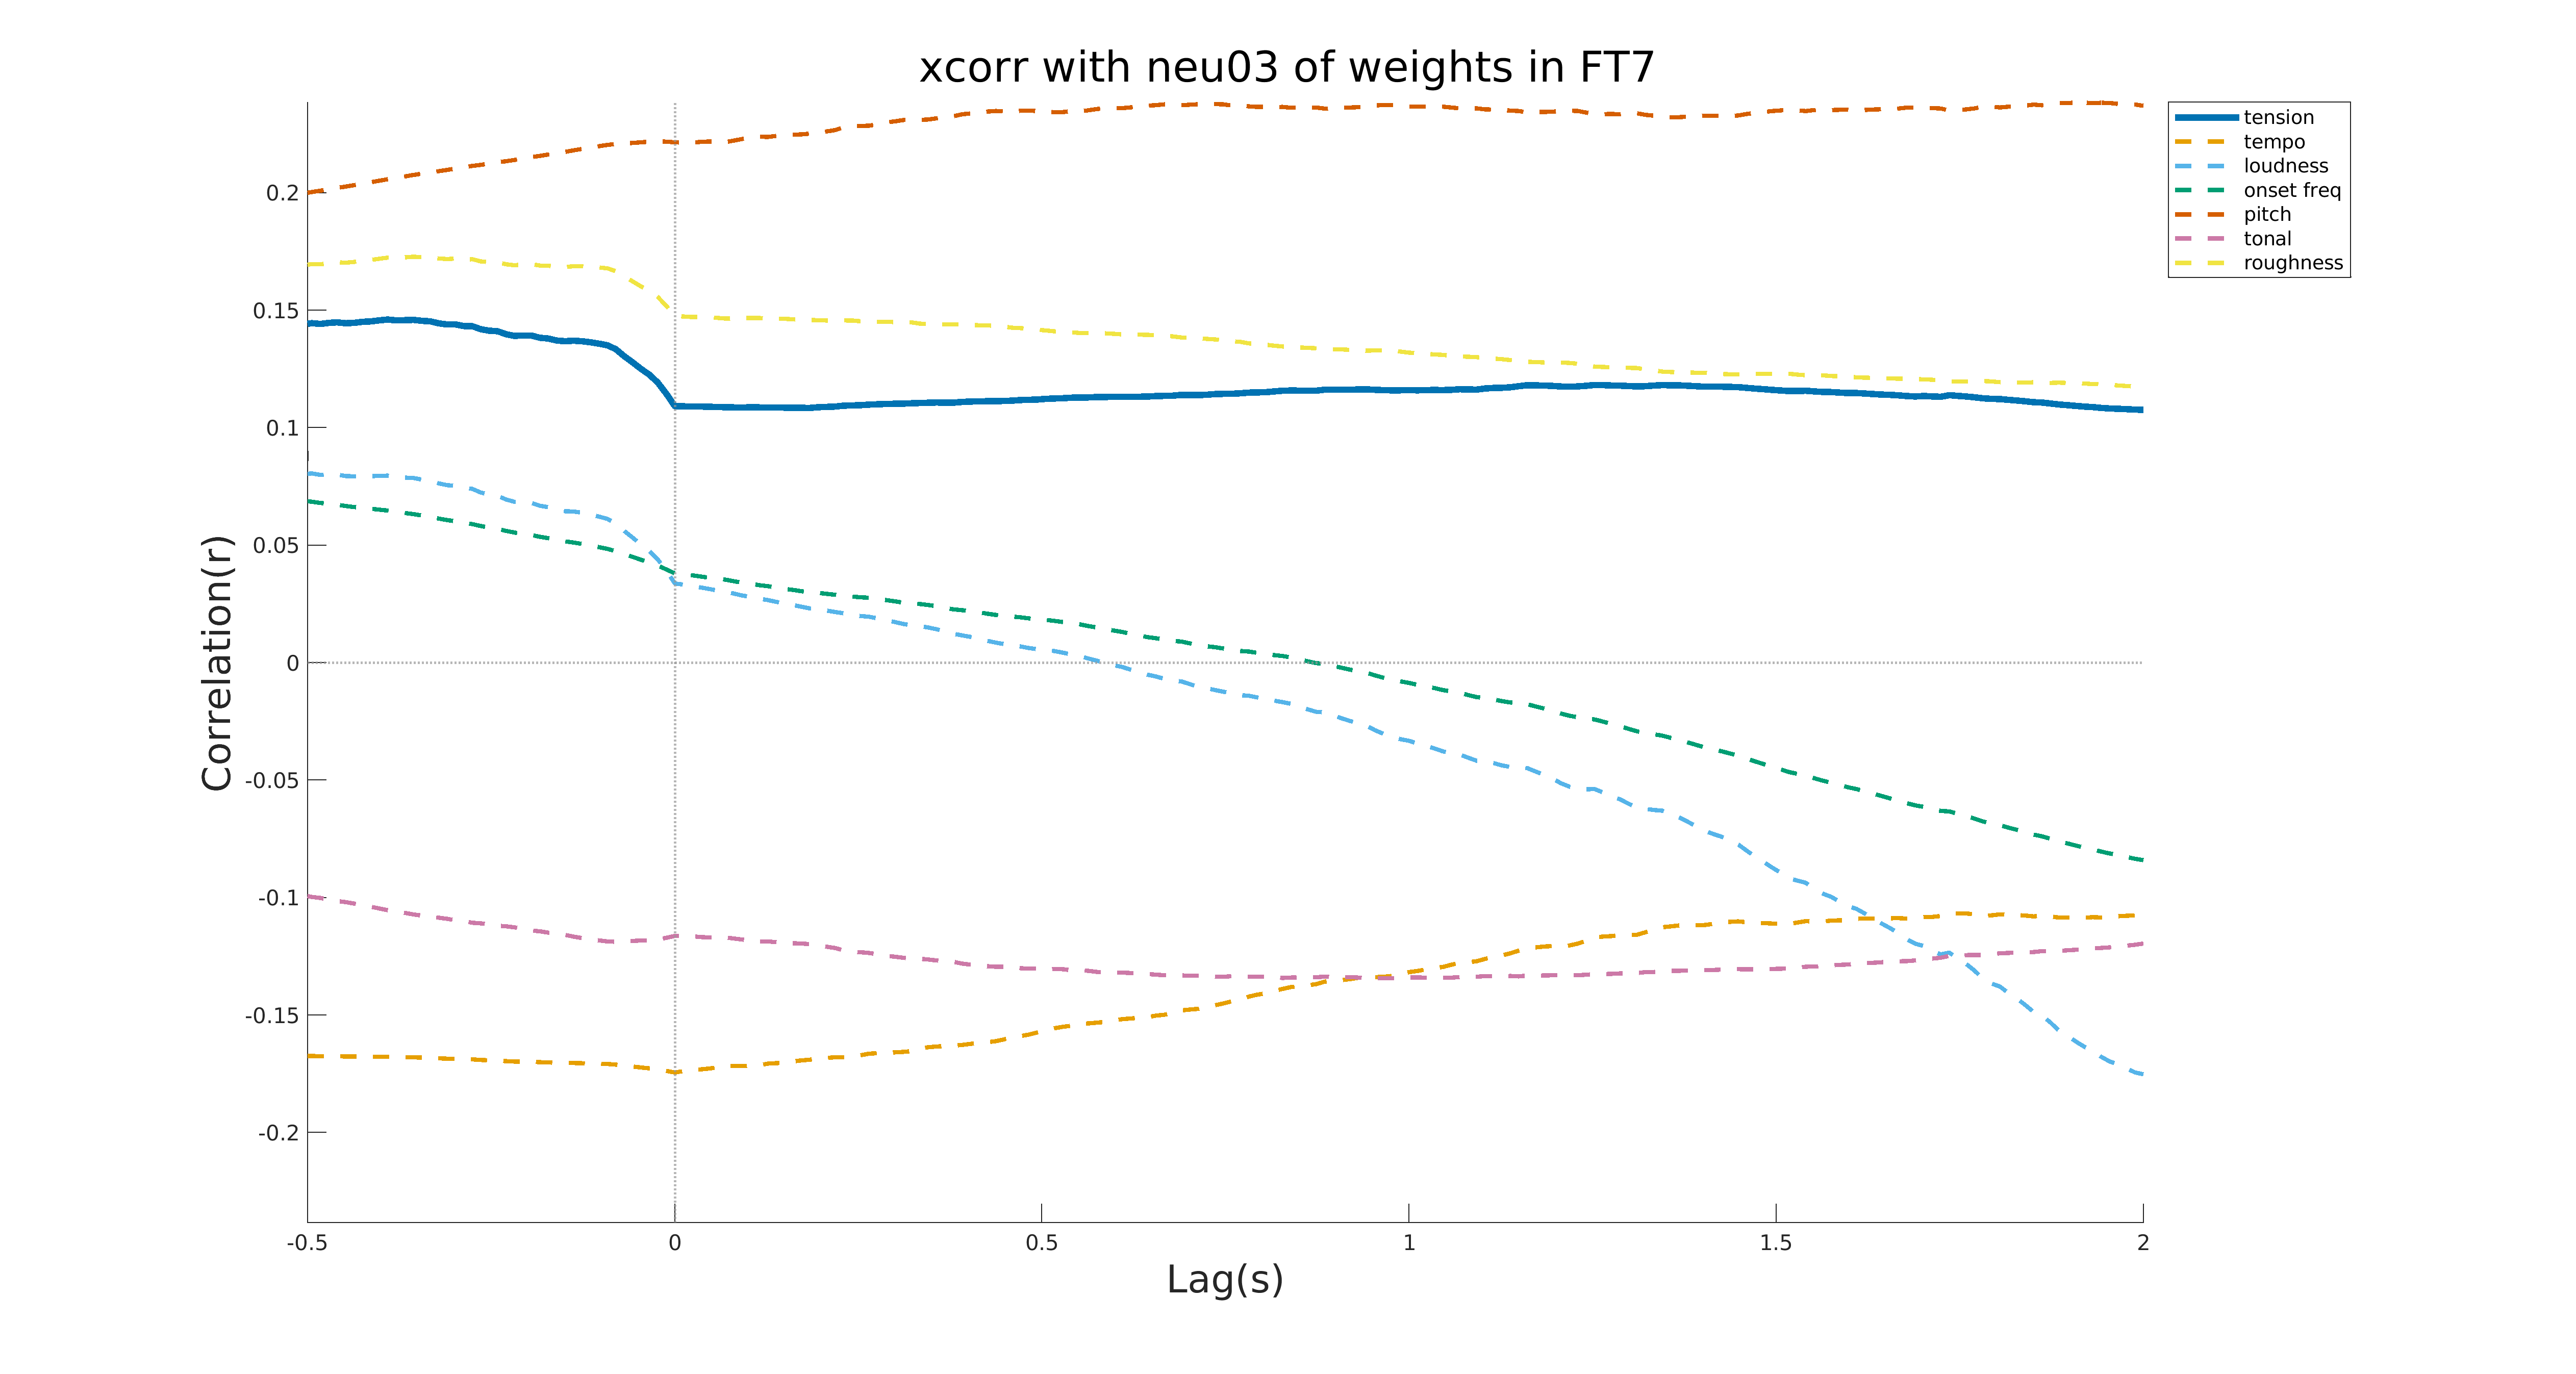 xcorr with neu03 of weights in FT7
tension
tempo
loudness
onset freq
pitch
tonal
roughness
Correlation(r)
0.2
0.15
0.1
0.05
0
-0.05
-0.1
-0.15
-0.2
-0.5
0
0.5
1
1.5
2
Lag(s)